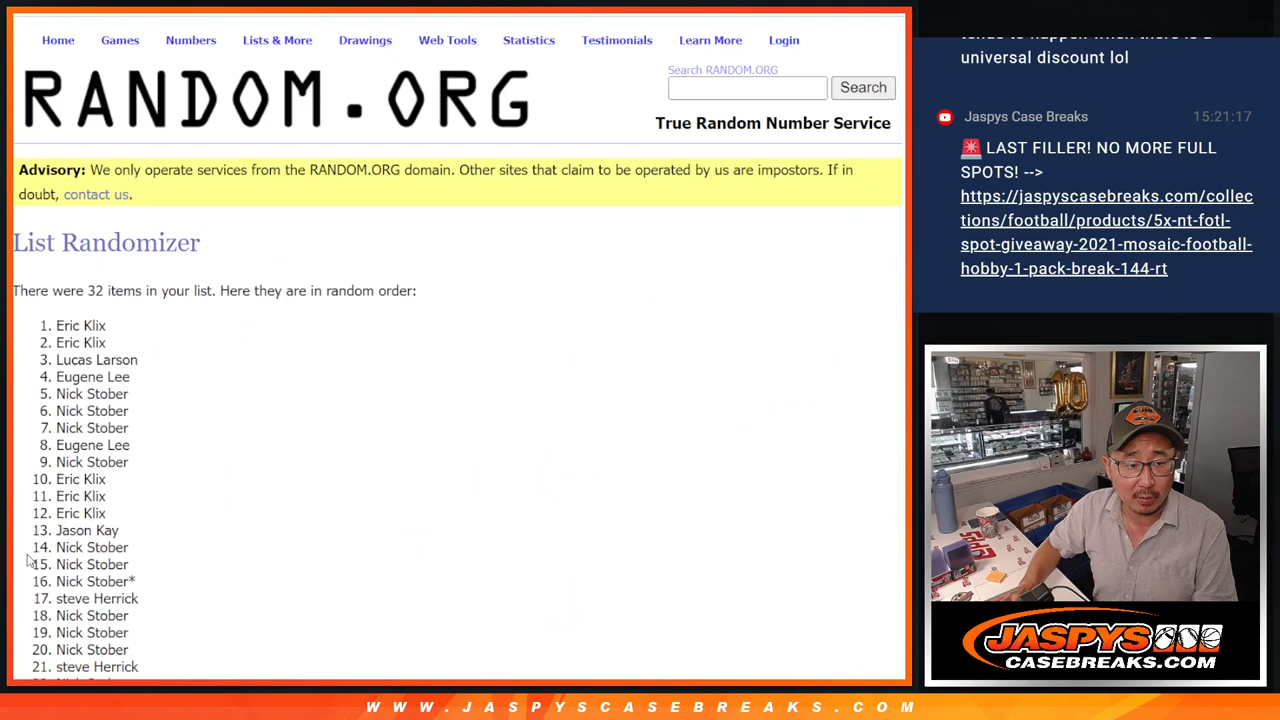 Home Games Numbers Lists & More Drawings Web Tools Statistics Testimonials Learn More Login
RANDOM.ORG
Search RANDOM.ORG
Search
True Random Number Service
Advisory: We only operate services from the RANDOM.ORG domain. Other sites that claim to be operated by us are impostors. If in
doubt, contact us.
List Randomizer
There were 32 items in your list. Here they are in random order:
1. Eric Klix
2. Eric Klix
3. Lucas Larson
4. Eugene Lee
5. Nick Stober
6. Nick Stober
7. Nick Stober
8. Eugene Lee
9. Nick Stober
10. Eric Klix
11. Eric Klix
12. Eric Klix
13. Jason Kay
14. Nick Stober
15. Nick Stober
16. Nick Stober*
17. steve Herrick
18. Nick Stober
19. Nick Stober
20. Nick Stober
21. steve Herrick
universal discount lol
Jaspys Case Breaks 15:21:17
🚨 LAST FILLER! NO MORE FULL
SPOTS! -->
https://jaspyscasebreaks.com/collec
tions/football/products/5x-nt-fotl-
spot-giveaway-2021-mosaic-football-
hobby-1-pack-break-144-rt
10
JASPYS
CASEBREAKS.COM
WWW.JASPYSCASEBREAKS.COM